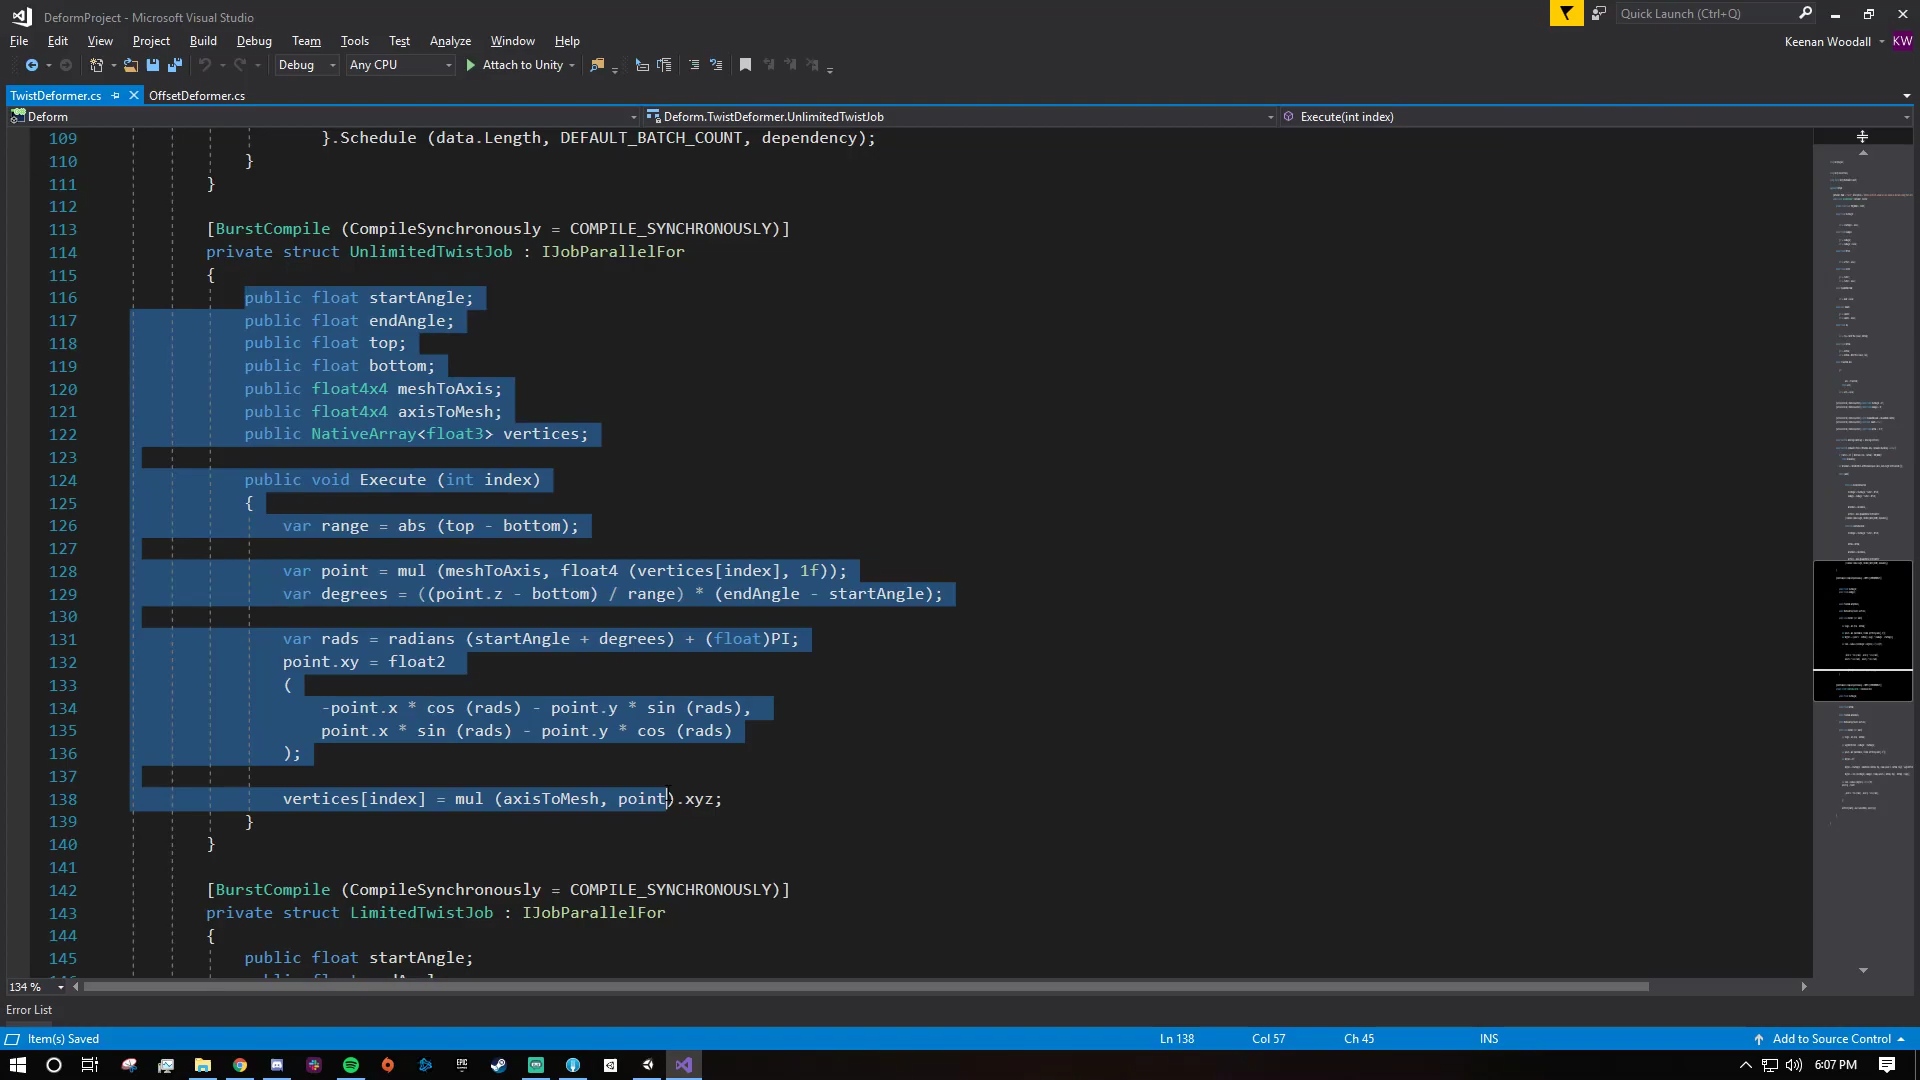 DeformProject - Microsoft Visual Studio
Quick Launch (Ctrl+Q)
File Edit View Project Build Debug Team Tools Test Analyze Window Help
Keenan Woodall KW
Debug Any CPU Attach to Unity
TwistDeformer.cs OffsetDeformer.cs
Deform Deform.TwistDeformer.UnlimitedTwistJob Execute(int index)
109 }.Schedule (data.Length, DEFAULT_BATCH_COUNT, dependency);
110 }
111 }
112
113 [BurstCompile (CompileSynchronously = COMPILE_SYNCHRONOUSLY)]
114 private struct UnlimitedTwistJob : IJobParallelFor
115 {
116 public float startAngle;
117 public float endAngle;
118 public float top;
119 public float bottom;
120 public float4x4 meshToAxis;
121 public float4x4 axisToMesh;
122 public NativeArray<float3> vertices;
123
124 public void Execute (int index)
125 {
126 var range = abs (top - bottom);
127
128 var point = mul (meshToAxis, float4 (vertices[index], 1f));
129 var degrees = ((point.z - bottom) / range) * (endAngle - startAngle);
130
131 var rads = radians (startAngle + degrees) + (float)PI;
132 point.xy = float2
133 (
134 -point.x * cos (rads) - point.y * sin (rads),
135 point.x * sin (rads) - point.y * cos (rads)
136 );
137
138 vertices[index] = mul (axisToMesh, point).xyz;
139 }
140 }
141
142 [BurstCompile (CompileSynchronously = COMPILE_SYNCHRONOUSLY)]
143 private struct LimitedTwistJob : IJobParallelFor
144 {
145 public float startAngle;
134 %
Error List
Item(s) Saved Ln 138 Col 57 Ch 45 INS Add to Source Control
6:07 PM